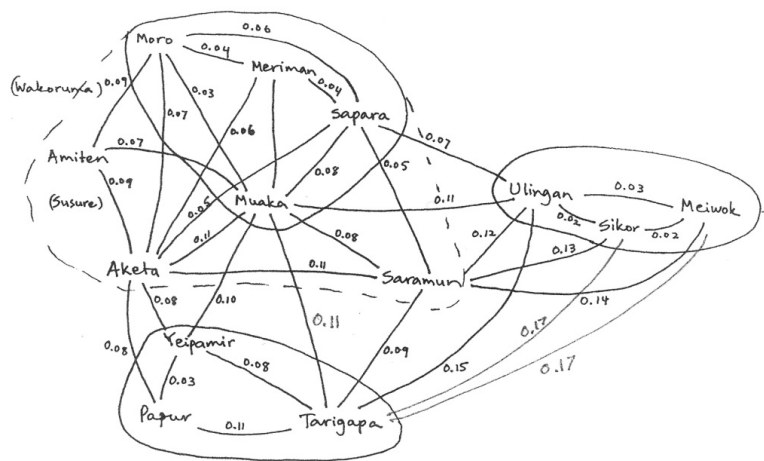 0.06
Moro
0.04
Meriman
0.04
(Wakoruma)
0.09
0.03
0.07
0.06
Sapara
0.07
Amiten
0.07
0.08
0.05
(Susure)
0.09
0.05
Muaka
0.11
Ulingan
0.03
Meiwok
0.02
Sikor
0.02
0.11
0.08
0.12
0.13
Aketa
0.11
Saramun
0.08
0.10
0.14
0.11
0.17
0.08
Yeipamir
0.09
0.15
0.17
0.03
0.08
Papur
0.11
Tarigapa